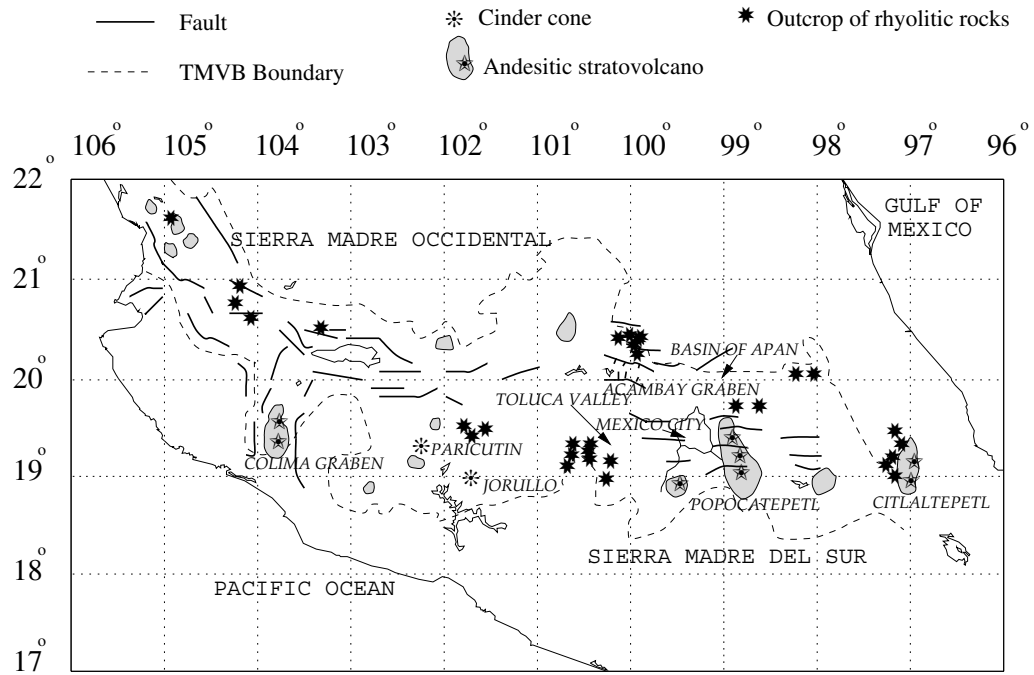 Fault
Cinder cone
Outcrop of rhyolitic rocks
TMVB Boundary
Andesitic stratovolcano
106° 105° 104° 103° 102° 101° 100° 99° 98° 97° 96°
22°
GULF OF
MEXICO
SIERRA MADRE OCCIDENTAL
21°
BASIN OF APAN
20°
ACAMBAY GRABEN
TOLUCA VALLEY
MEXICO CITY
PARICUTIN
COLIMA GRABEN
19°
JORULLO
POPOCATEPETL
CITLALTEPETL
SIERRA MADRE DEL SUR
18°
PACIFIC OCEAN
17°